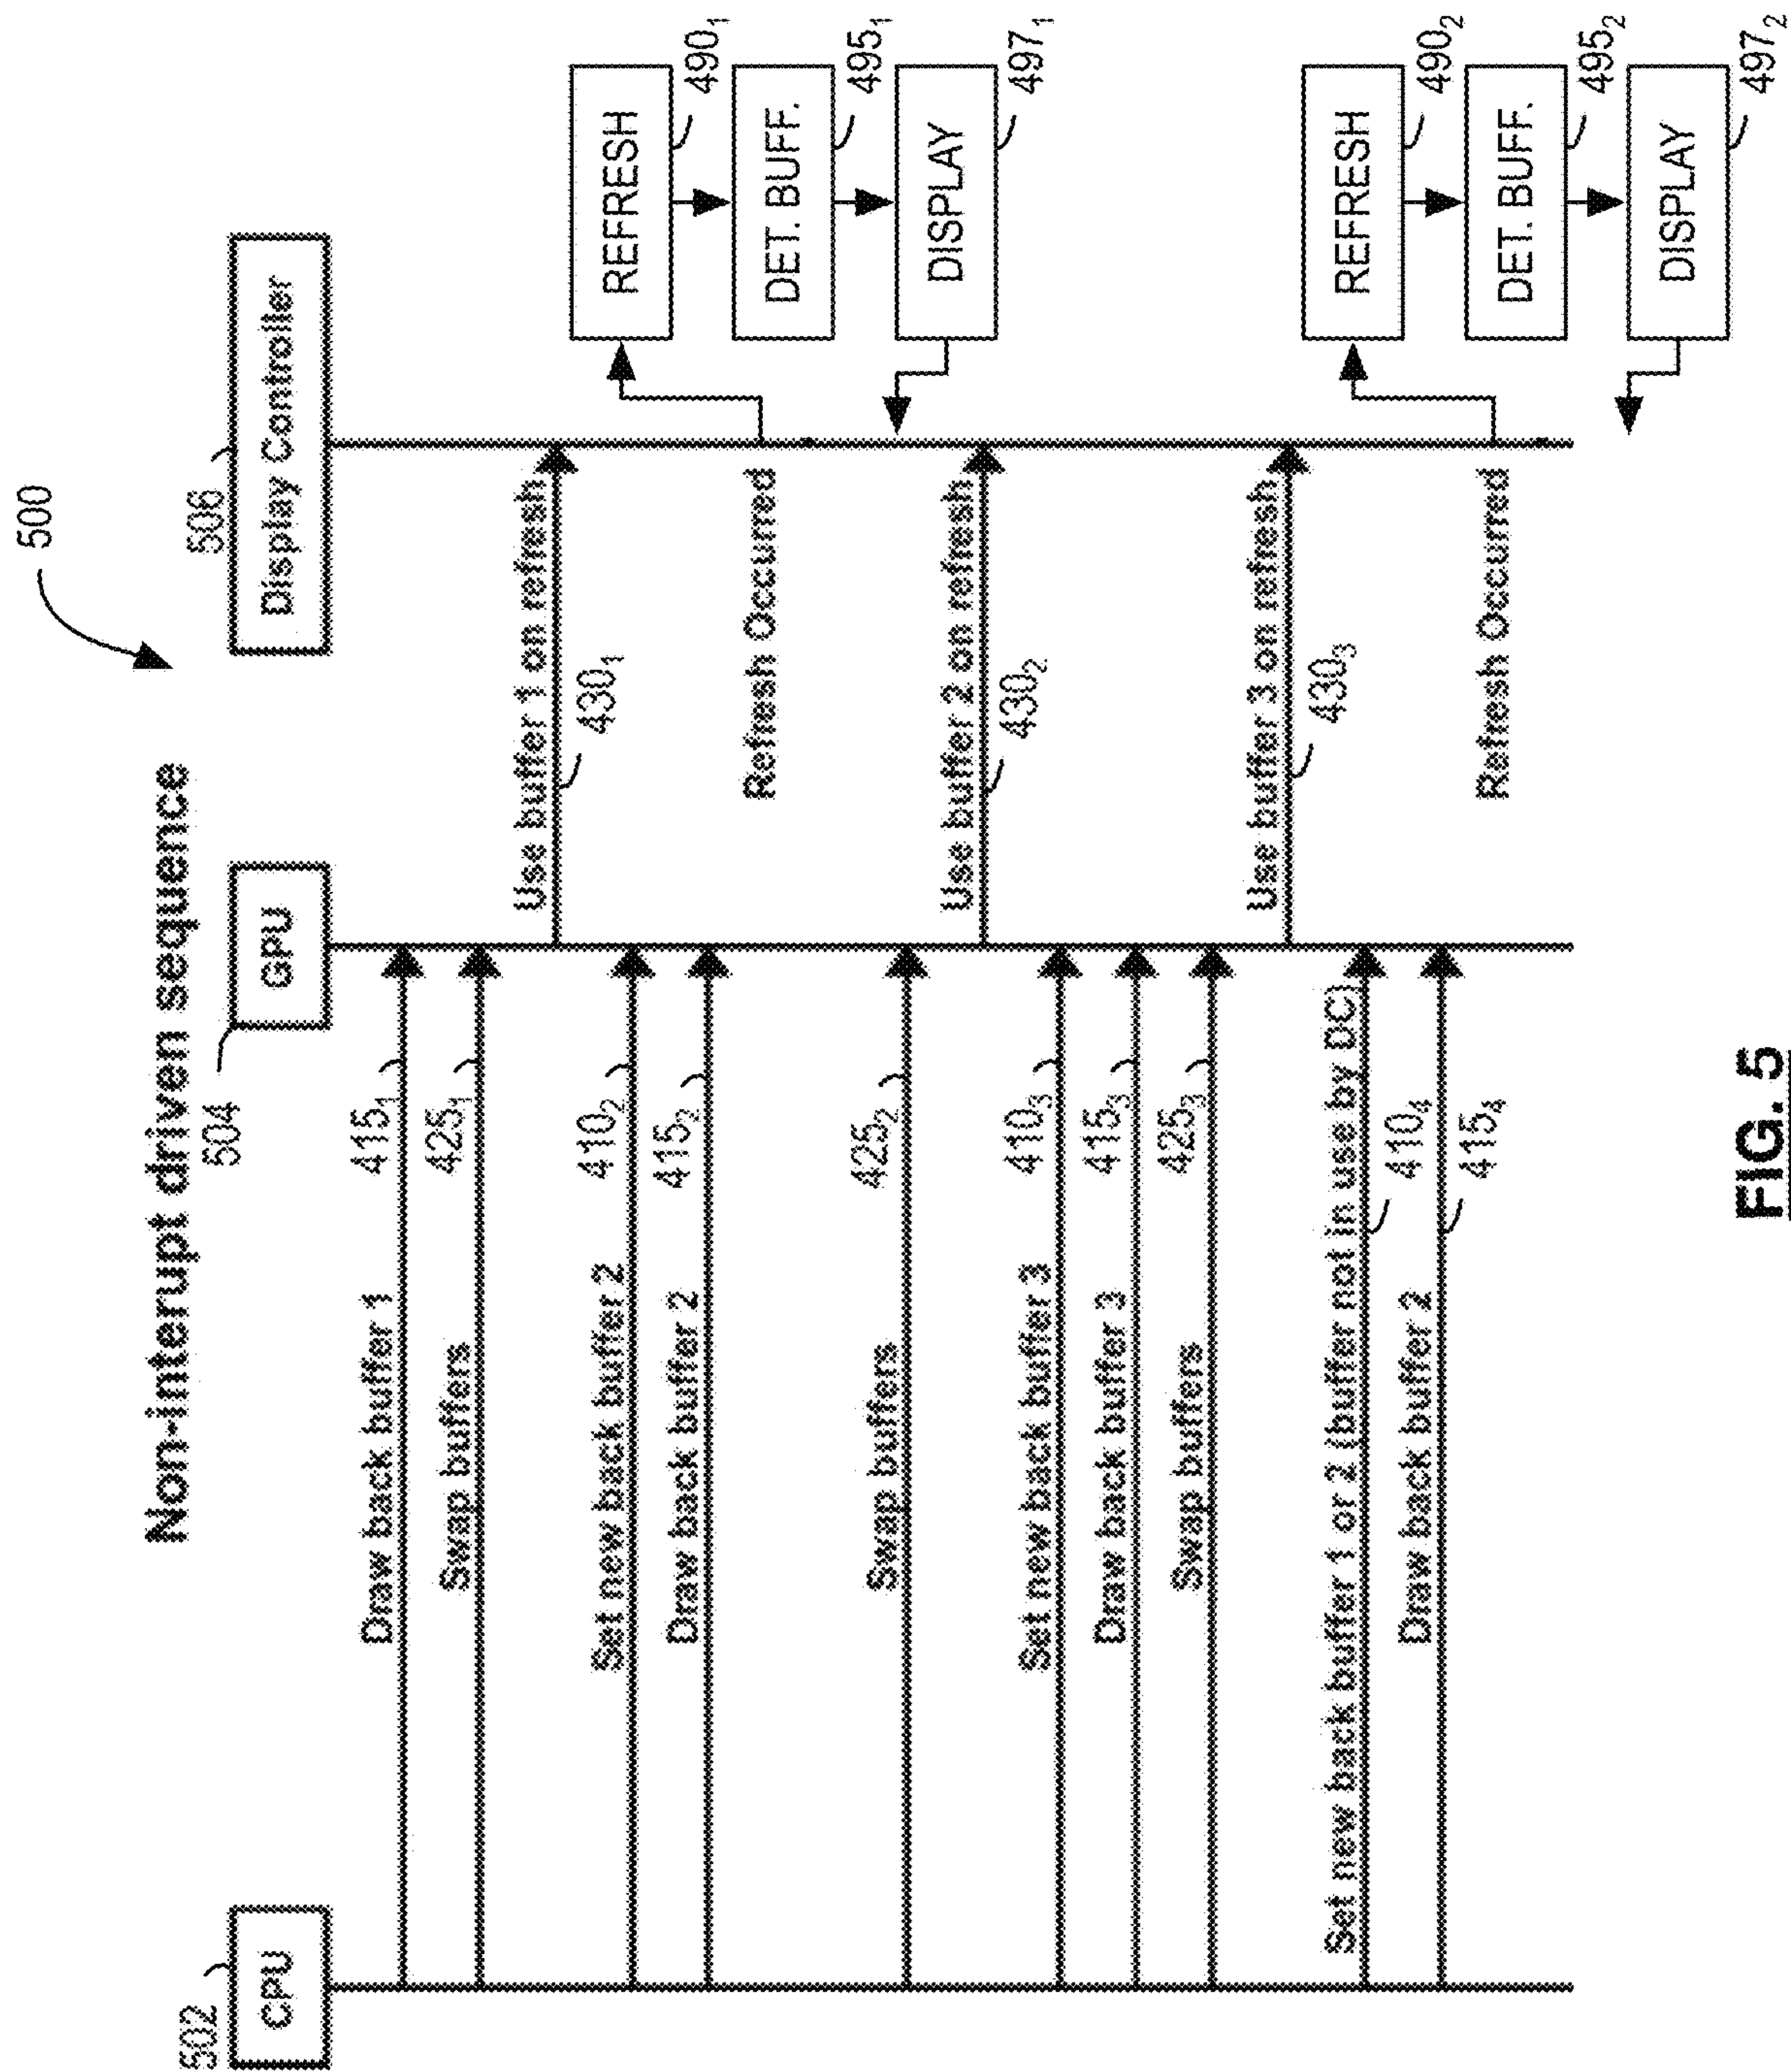 500
Non-interupt driven sequence
502
CPU
504
GPU
506
Display Controller
Draw back buffer 1
415₁
Swap buffers
425₁
Use buffer 1 on refresh
430₁
Set new back buffer 2
410₂
Draw back buffer 2
415₂
Refresh Occurred
REFRESH
490₁
DET. BUFF.
495₁
DISPLAY
497₁
Swap buffers
425₂
Use buffer 2 on refresh
430₂
Set new back buffer 3
410₃
Draw back buffer 3
415₃
Swap buffers
425₃
Use buffer 3 on refresh
430₃
Set new back buffer 1 or 2 (buffer not in use by DC)
410₄
Draw back buffer 2
415₄
Refresh Occurred
REFRESH
490₂
DET. BUFF.
495₂
DISPLAY
497₂
FIG. 5